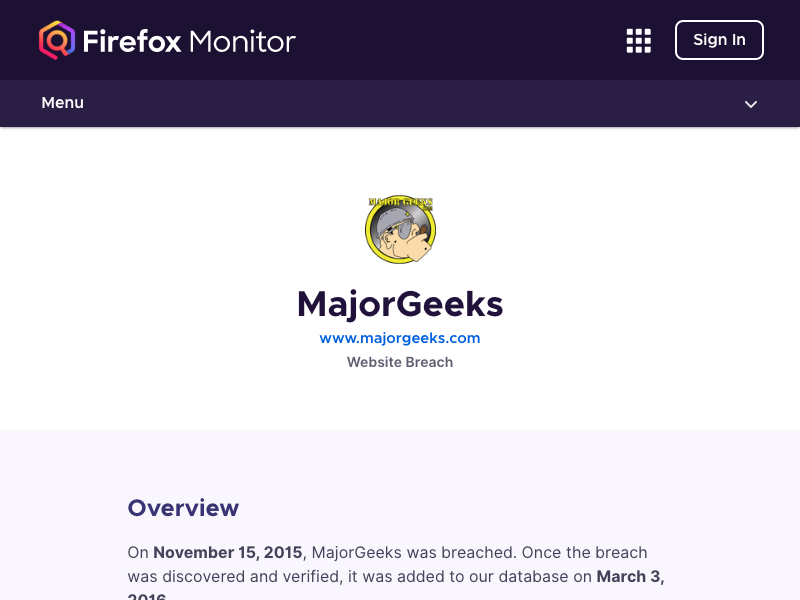 Firefox Monitor
Sign In
Menu
MAJOR GEEKS
MajorGeeks
www.majorgeeks.com
Website Breach
Overview
On November 15, 2015, MajorGeeks was breached. Once the breach
was discovered and verified, it was added to our database on March 3,
2016.